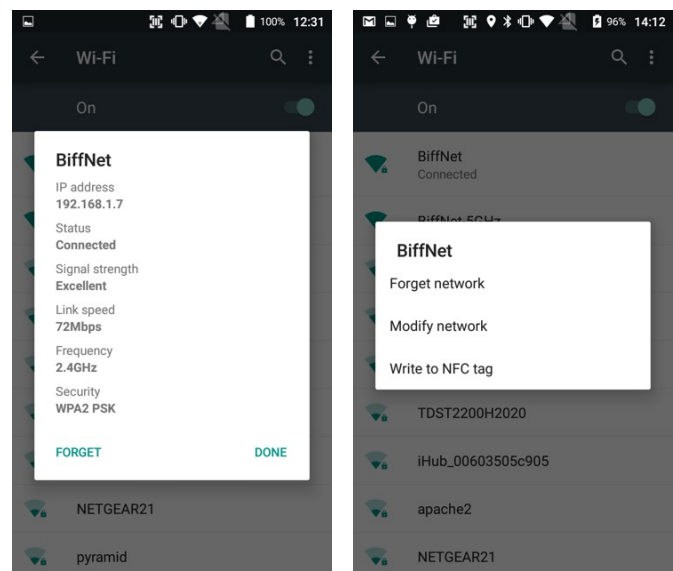 100% 12:31
Wi-Fi
On
BiffNet
IP address
192.168.1.7
Status
Connected
Signal strength
Excellent
Link speed
72Mbps
Frequency
2.4GHz
Security
WPA2 PSK
FORGET DONE
NETGEAR21
pyramid
96% 14:12
Wi-Fi
On
BiffNet
Connected
BiffNet 5GHz
BiffNet
Forget network
Modify network
Write to NFC tag
TDST2200H2020
iHub_00603505c905
apache2
NETGEAR21